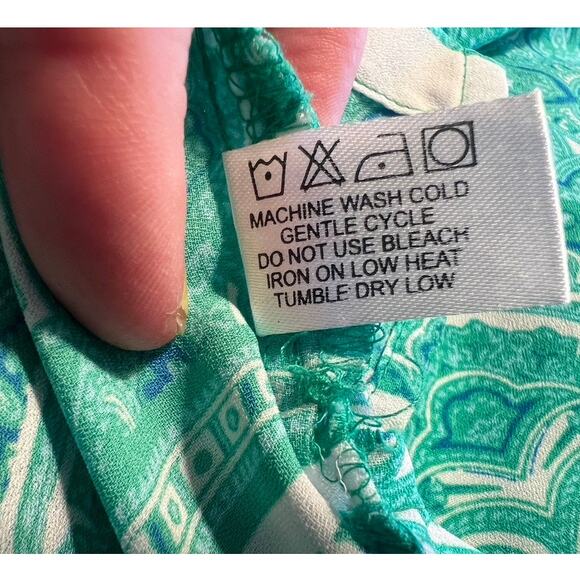 MACHINE WASH COLD
GENTLE CYCLE
DO NOT USE BLEACH
IRON ON LOW HEAT
TUMBLE DRY LOW